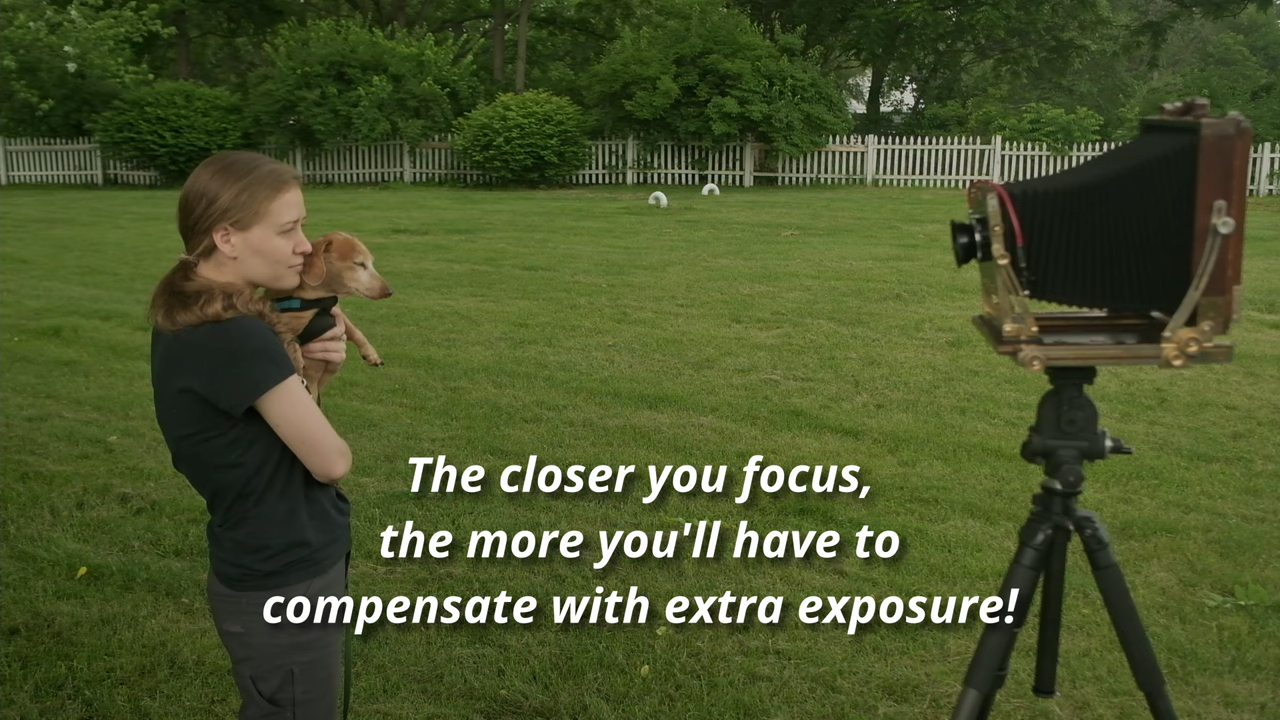 The closer you focus,
the more you'll have to
compensate with extra exposure!